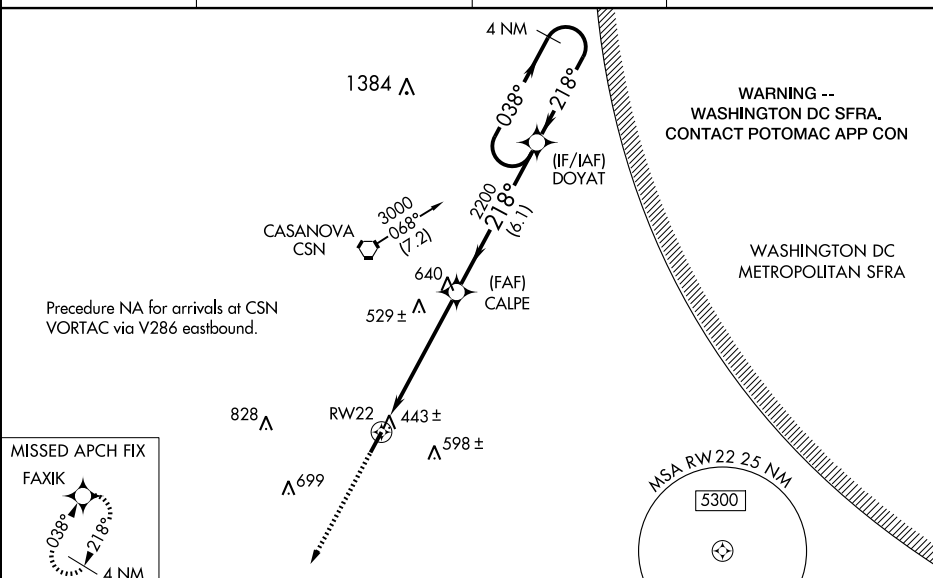 4 NM
1384
038°
218°
WARNING --
WASHINGTON DC SFRA.
CONTACT POTOMAC APP CON
(IF/IAF)
DOYAT
2200
218°
(6.1)
3000
068°
(7.2)
CASANOVA
CSN
WASHINGTON DC
METROPOLITAN SFRA
640
(FAF)
CALPE
529 ±
Precedure NA for arrivals at CSN
VORTAC via V286 eastbound.
828
RW22
443 ±
598 ±
699
MISSED APCH FIX
FAXIK
038°
218°
4 NM
MSA RW 22 25 NM
5300